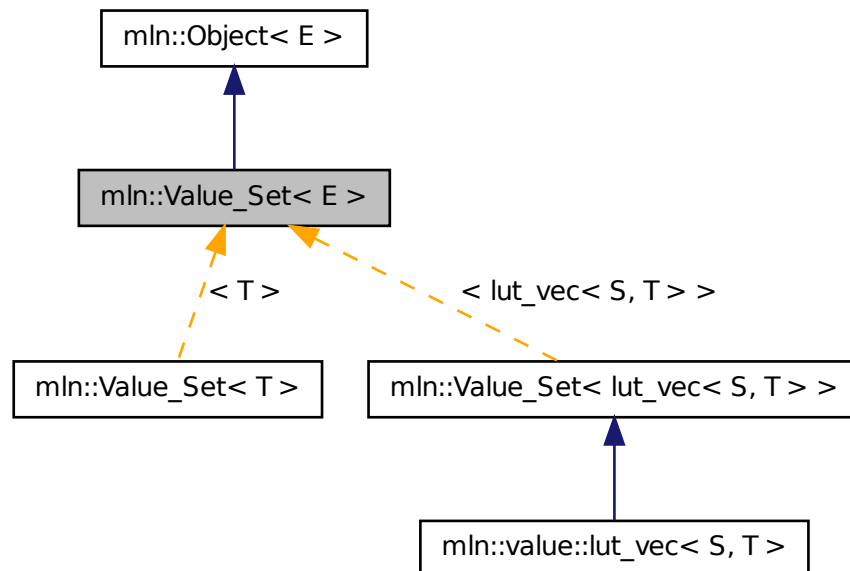 mln::Object< E >
mln::Value_Set< E >
< T >
< lut_vec< S, T > >
mln::Value_Set< T >
mln::Value_Set< lut_vec< S, T > >
mln::value::lut_vec< S, T >